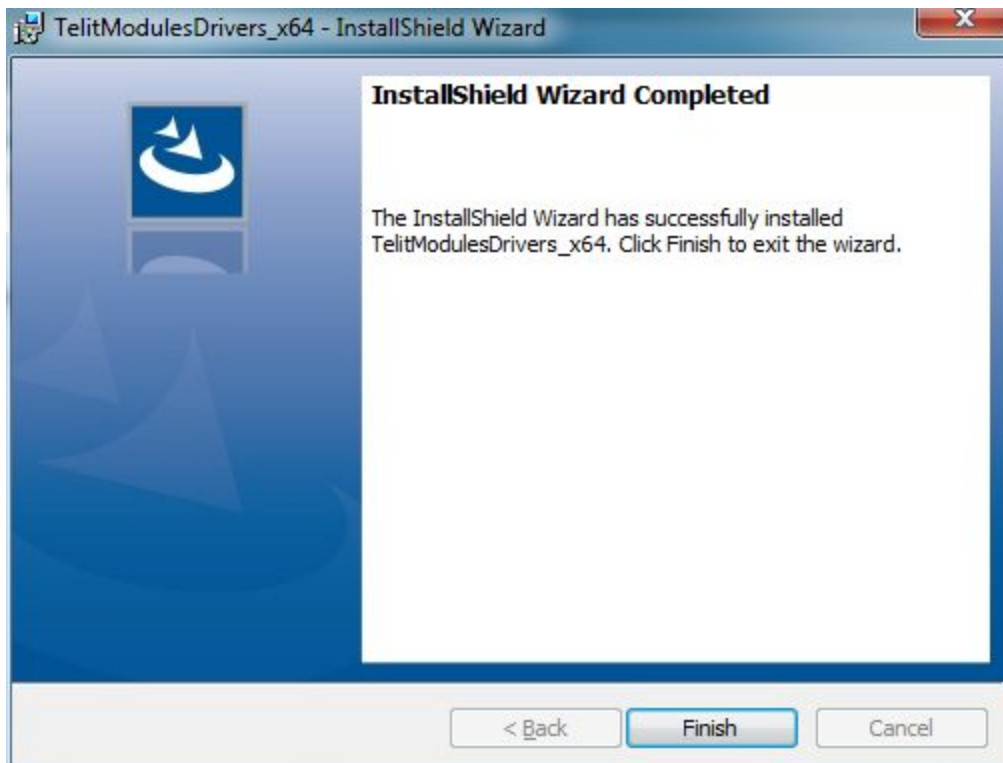 TelitModulesDrivers_x64 - InstallShield Wizard
X
InstallShield Wizard Completed
The InstallShield Wizard has successfully installed
TelitModulesDrivers_x64. Click Finish to exit the wizard.
< Back
Finish
Cancel